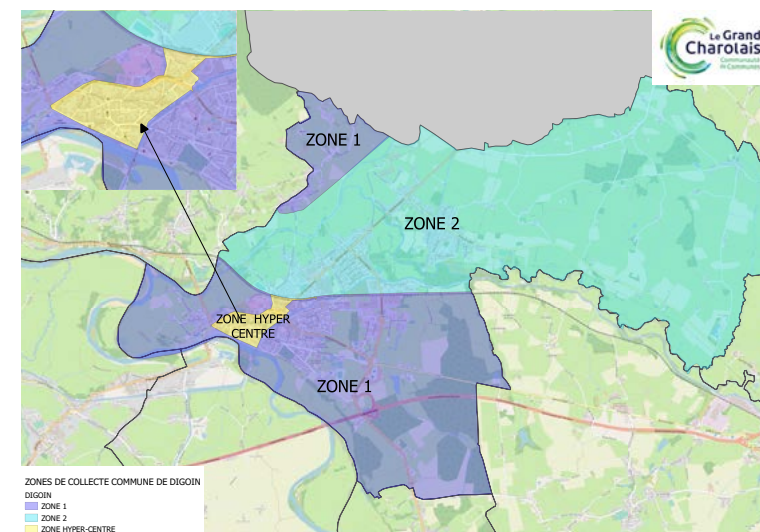 Le Grand
Charolais
Communauté
de Communes
ZONE 1
ZONE 2
ZONE HYPER
CENTRE
ZONE 1
ZONES DE COLLECTE COMMUNE DE DIGOIN
DIGOIN
ZONE 1
ZONE 2
ZONE HYPER-CENTRE